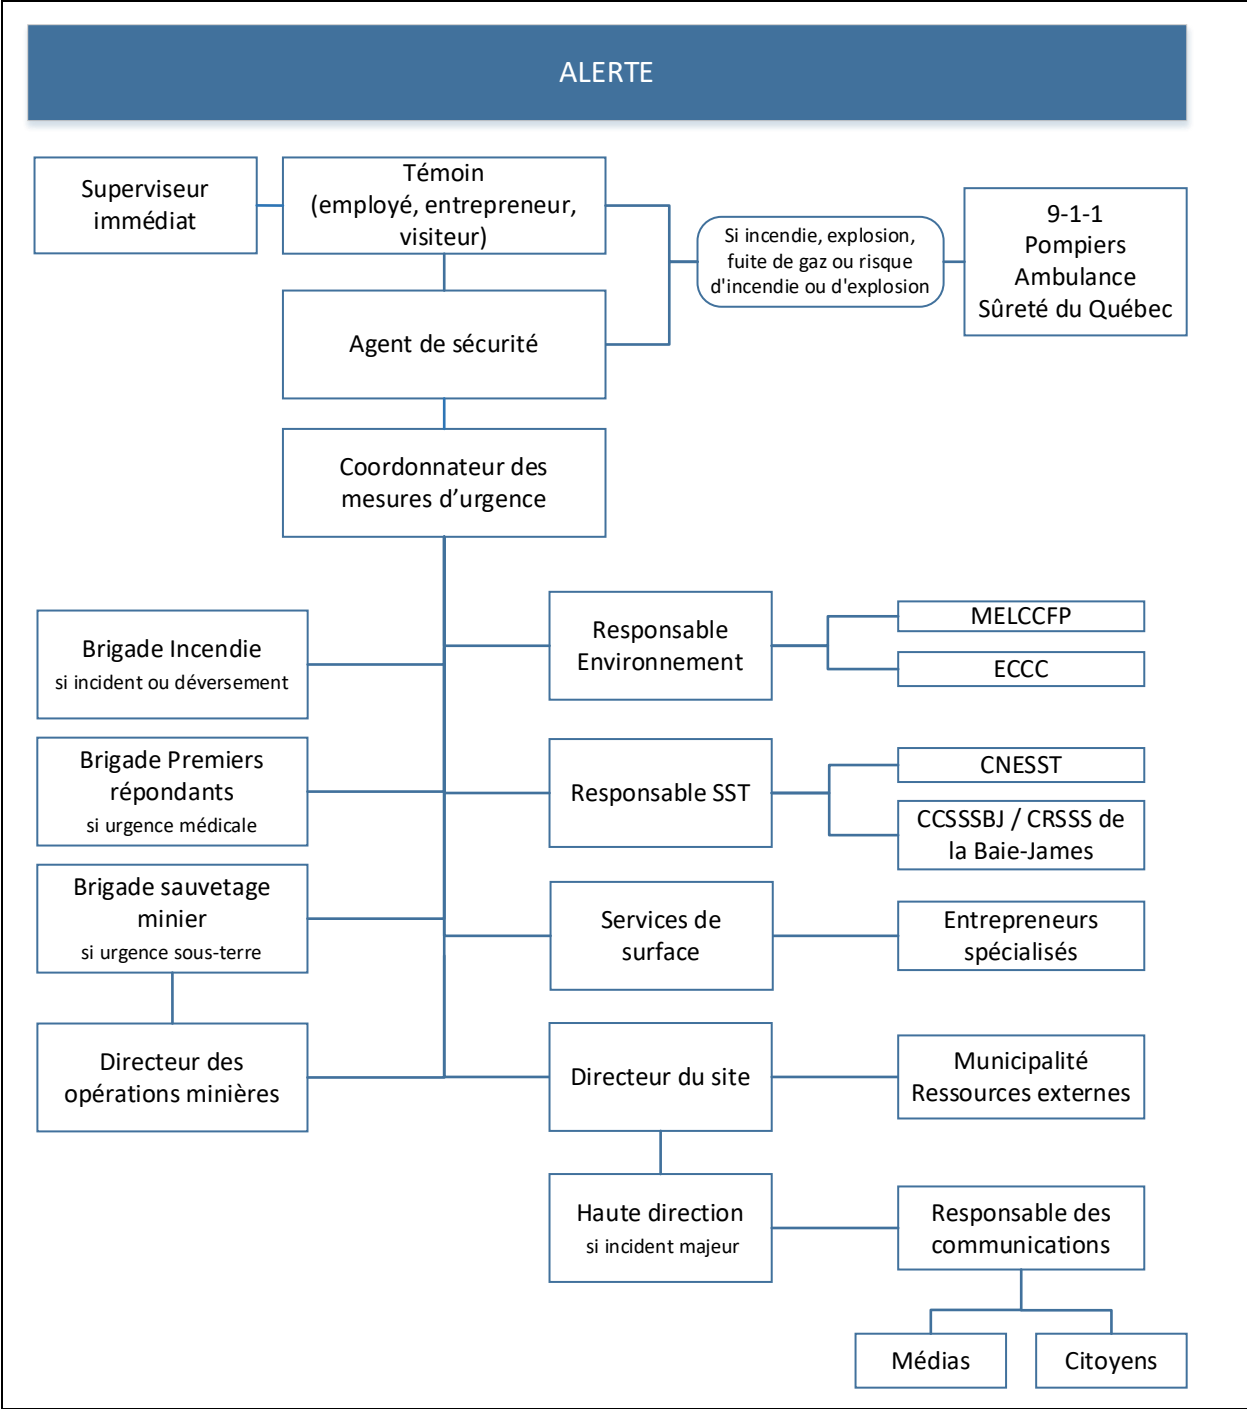 ALERTE
Superviseur
immédiat
Témoin
(employé, entrepreneur,
visiteur)
Si incendie, explosion,
fuite de gaz ou risque
d'incendie ou d'explosion
9-1-1
Pompiers
Ambulance
Sûreté du Québec
Agent de sécurité
Coordonnateur des
mesures d’urgence
Brigade Incendie
si incident ou déversement
Responsable
Environnement
MELCCFP
ECCC
Brigade Premiers
répondants
si urgence médicale
Responsable SST
CNESST
CCSSSBJ / CRSSS de
la Baie-James
Brigade sauvetage
minier
si urgence sous-terre
Services de
surface
Entrepreneurs
spécialisés
Directeur des
opérations minières
Directeur du site
Municipalité
Ressources externes
Haute direction
si incident majeur
Responsable des
communications
Médias
Citoyens